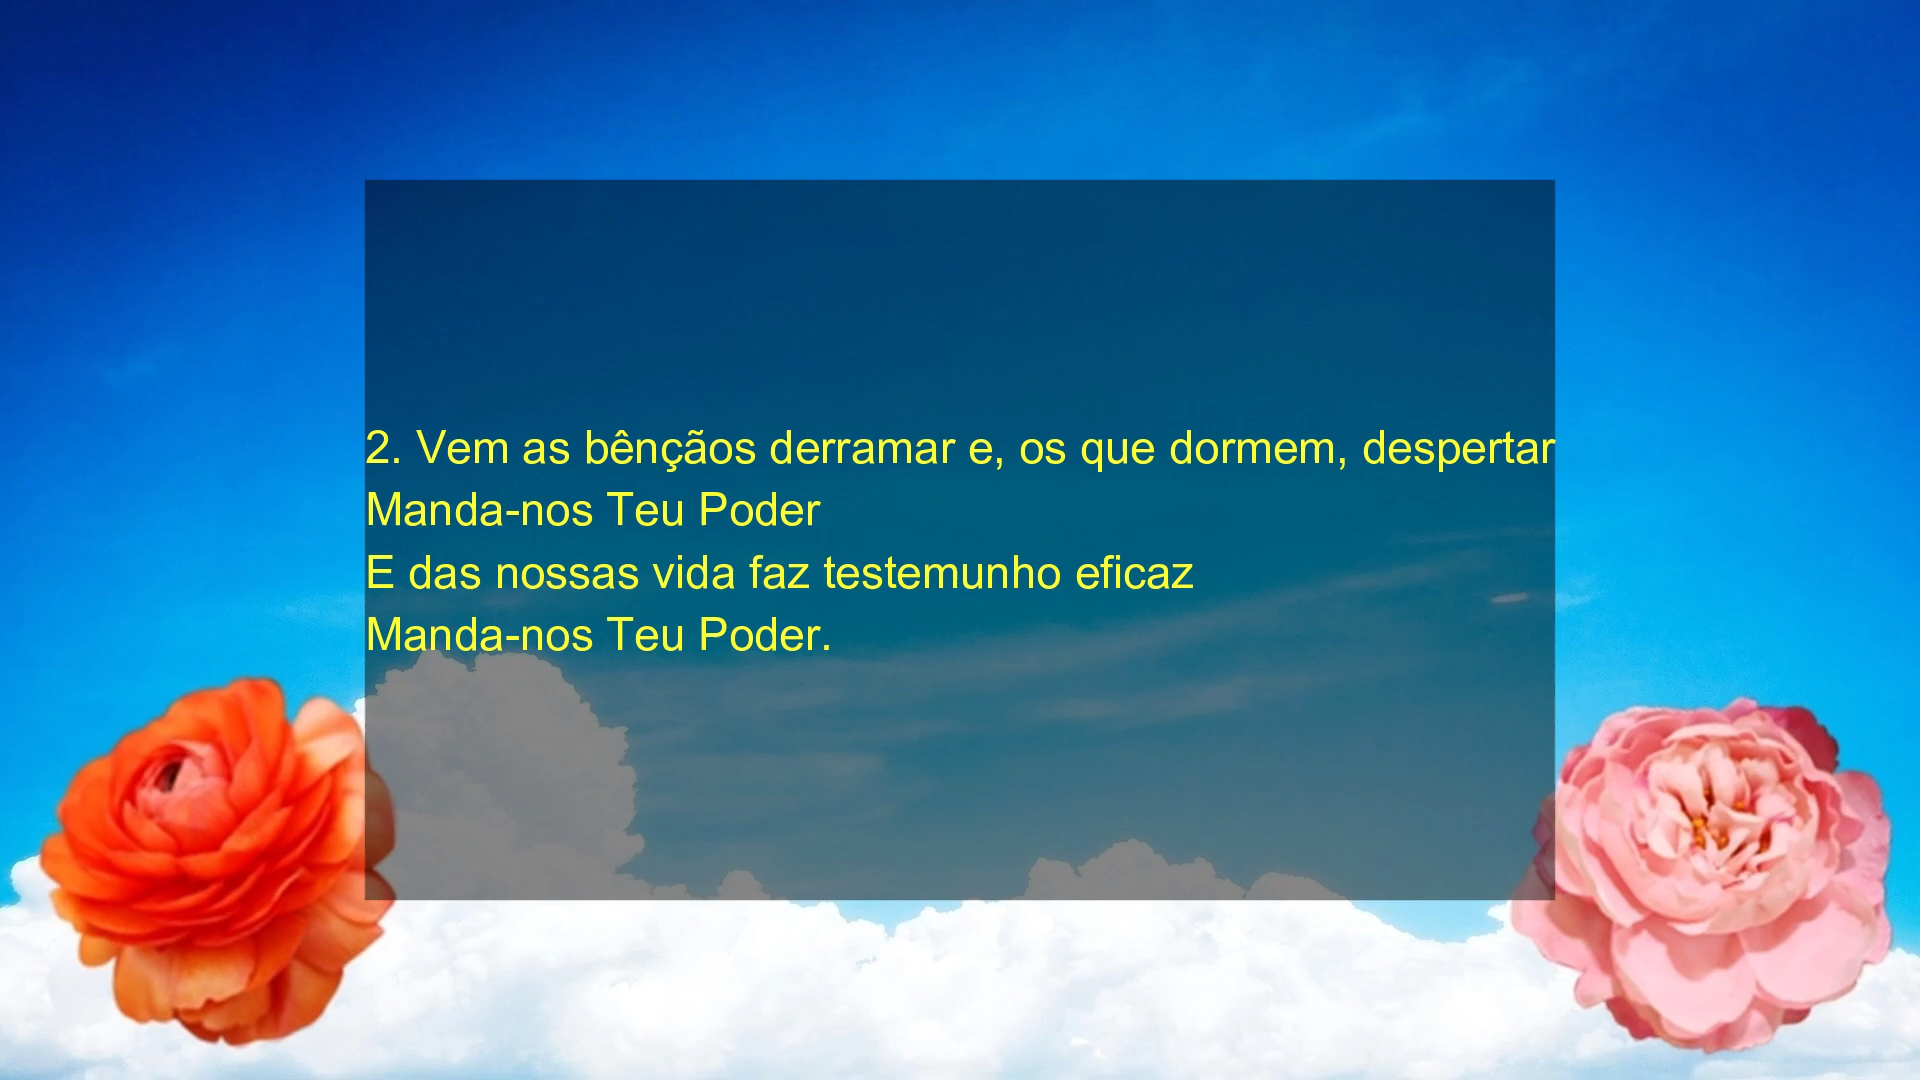 2. Vem as bênçãos derramar e, os que dormem, despertar
Manda-nos Teu Poder
E das nossas vida faz testemunho eficaz
Manda-nos Teu Poder.